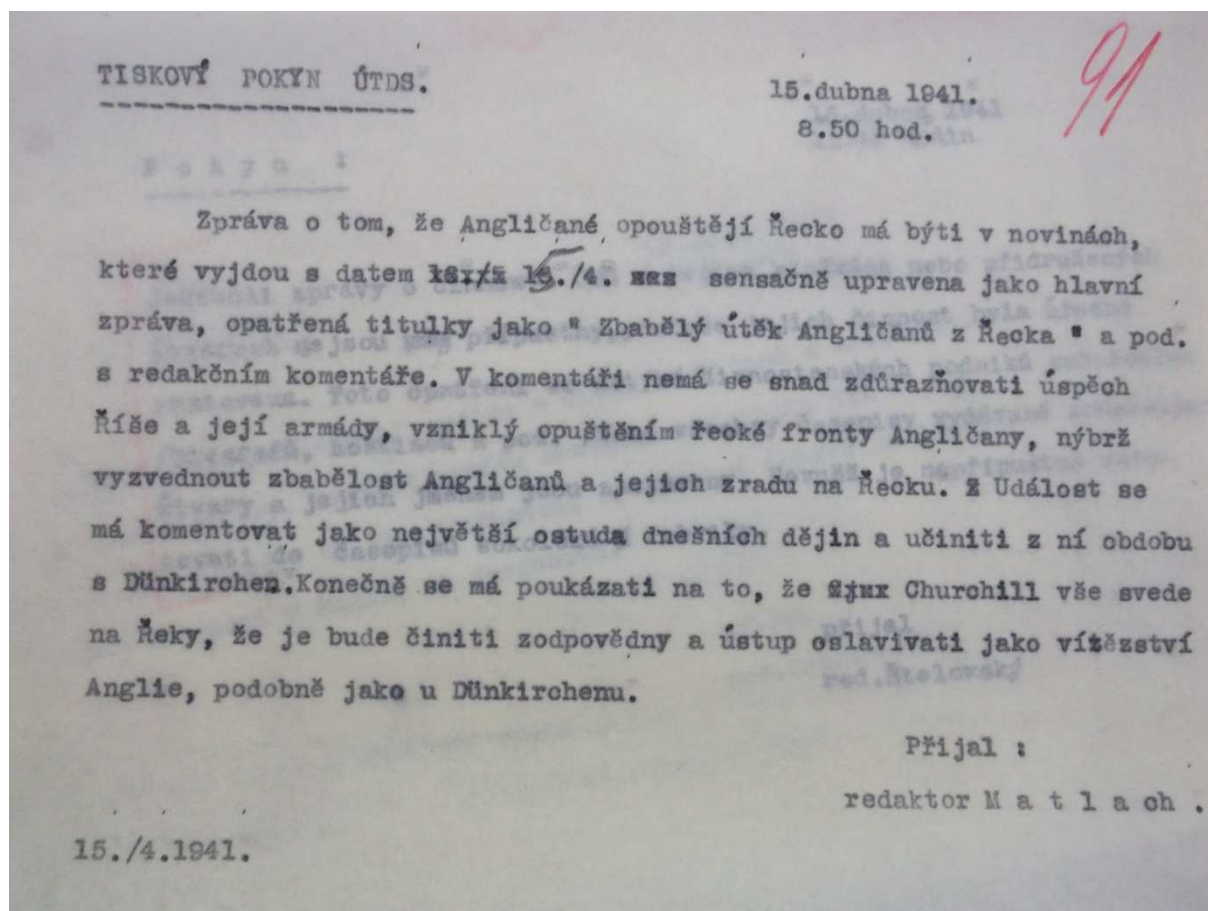 TISKOVÝ POKYN ÚTDS.
15.dubna 1941.
8.50 hod.
91
P o k y n :
Zpráva o tom, že Angličané opouštějí Řecko má býti v novinách,
které vyjdou s datem 15./4. sensačně upravena jako hlavní
zpráva, opatřená titulky jako " Zbabělý útěk Angličanů z Řecka " a pod.
s redakčním komentáře. V komentáři nemá se snad zdůrazňovati úspěch
Říše a její armády, vzniklý opuštěním řecké fronty Angličany, nýbrž
vyzvednout zbabělost Angličanů a jejich zradu na Řecku. Událost se
má komentovat jako největší ostuda dnešních dějin a učiniti z ní obdobu
s Dünkirchen.Konečně se má poukázati na to, že Churchill vše svede
na Řeky, že je bude činiti zodpovědny a ústup oslavivati jako vítězství
Anglie, podobně jako u Dünkirchenu.
Přijal :
redaktor M a t l a ch .
15./4.1941.